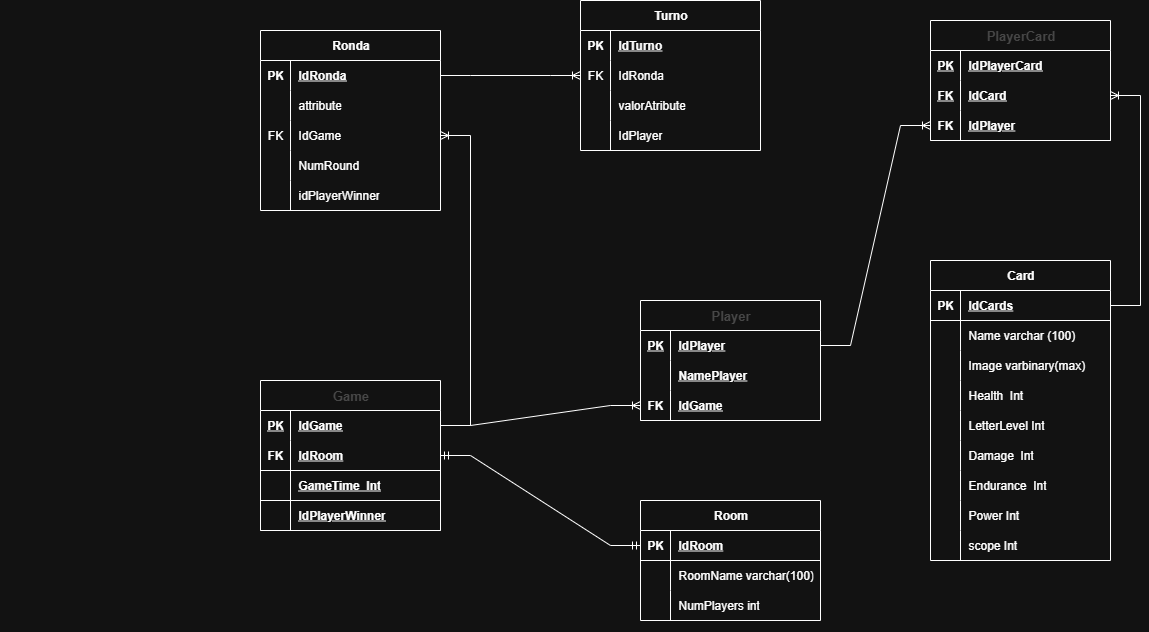 Ronda
PK IdRonda
attribute
FK IdGame
NumRound
idPlayerWinner
Turno
PK IdTurno
FK IdRonda
valorAtribute
IdPlayer
PlayerCard
PK IdPlayerCard
FK IdCard
FK IdPlayer
Player
PK IdPlayer
NamePlayer
FK IdGame
Card
PK IdCards
Name varchar (100)
Image varbinary(max)
Health Int
LetterLevel Int
Damage Int
Endurance Int
Power Int
scope Int
Game
PK IdGame
FK IdRoom
GameTime Int
IdPlayerWinner
Room
PK IdRoom
RoomName varchar(100)
NumPlayers int